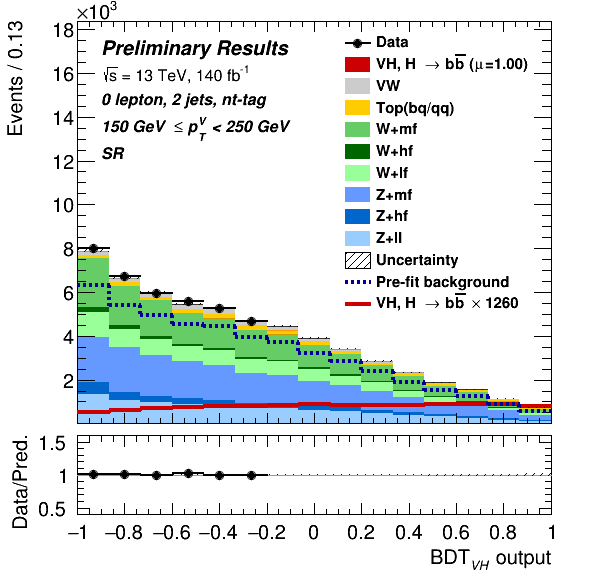 ×10³
Preliminary Results
√s = 13 TeV, 140 fb⁻¹
0 lepton, 2 jets, nt-tag
150 GeV ≤ p_T^V < 250 GeV
SR
Data
VH, H → bb̅ (μ=1.00)
VW
Top(bq/qq)
W+mf
W+hf
W+lf
Z+mf
Z+hf
Z+ll
Uncertainty
Pre-fit background
VH, H → bb̅ × 1260
Events / 0.13
18
16
14
12
10
8
6
4
2
Data/Pred.
1.5
1
0.5
−1 −0.8 −0.6 −0.4 −0.2 0 0.2 0.4 0.6 0.8 1
BDT_VH output